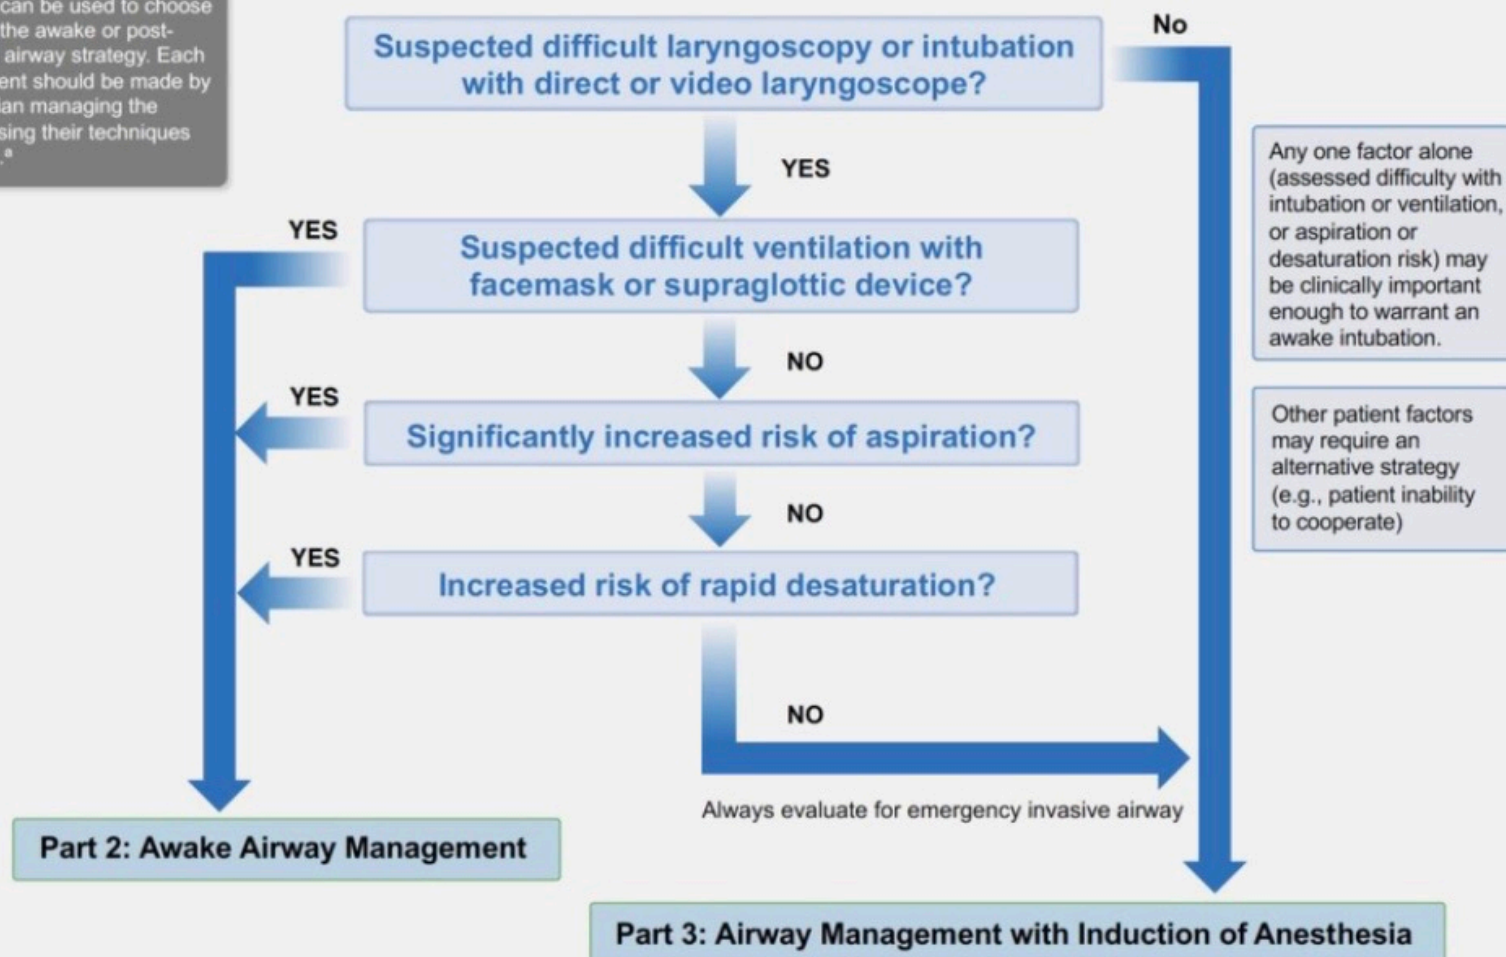 can be used to choose
the awake or post-
airway strategy. Each
should be made by
managing the
their techniques
Suspected difficult laryngoscopy or intubation
with direct or video laryngoscope?
No
YES
Any one factor alone
(assessed difficulty with
intubation or ventilation,
or aspiration or
desaturation risk) may
be clinically important
enough to warrant an
awake intubation.
YES
Suspected difficult ventilation with
facemask or supraglottic device?
NO
YES
Significantly increased risk of aspiration?
Other patient factors
may require an
alternative strategy
(e.g., patient inability
to cooperate)
NO
YES
Increased risk of rapid desaturation?
NO
Always evaluate for emergency invasive airway
Part 2: Awake Airway Management
Part 3: Airway Management with Induction of Anesthesia